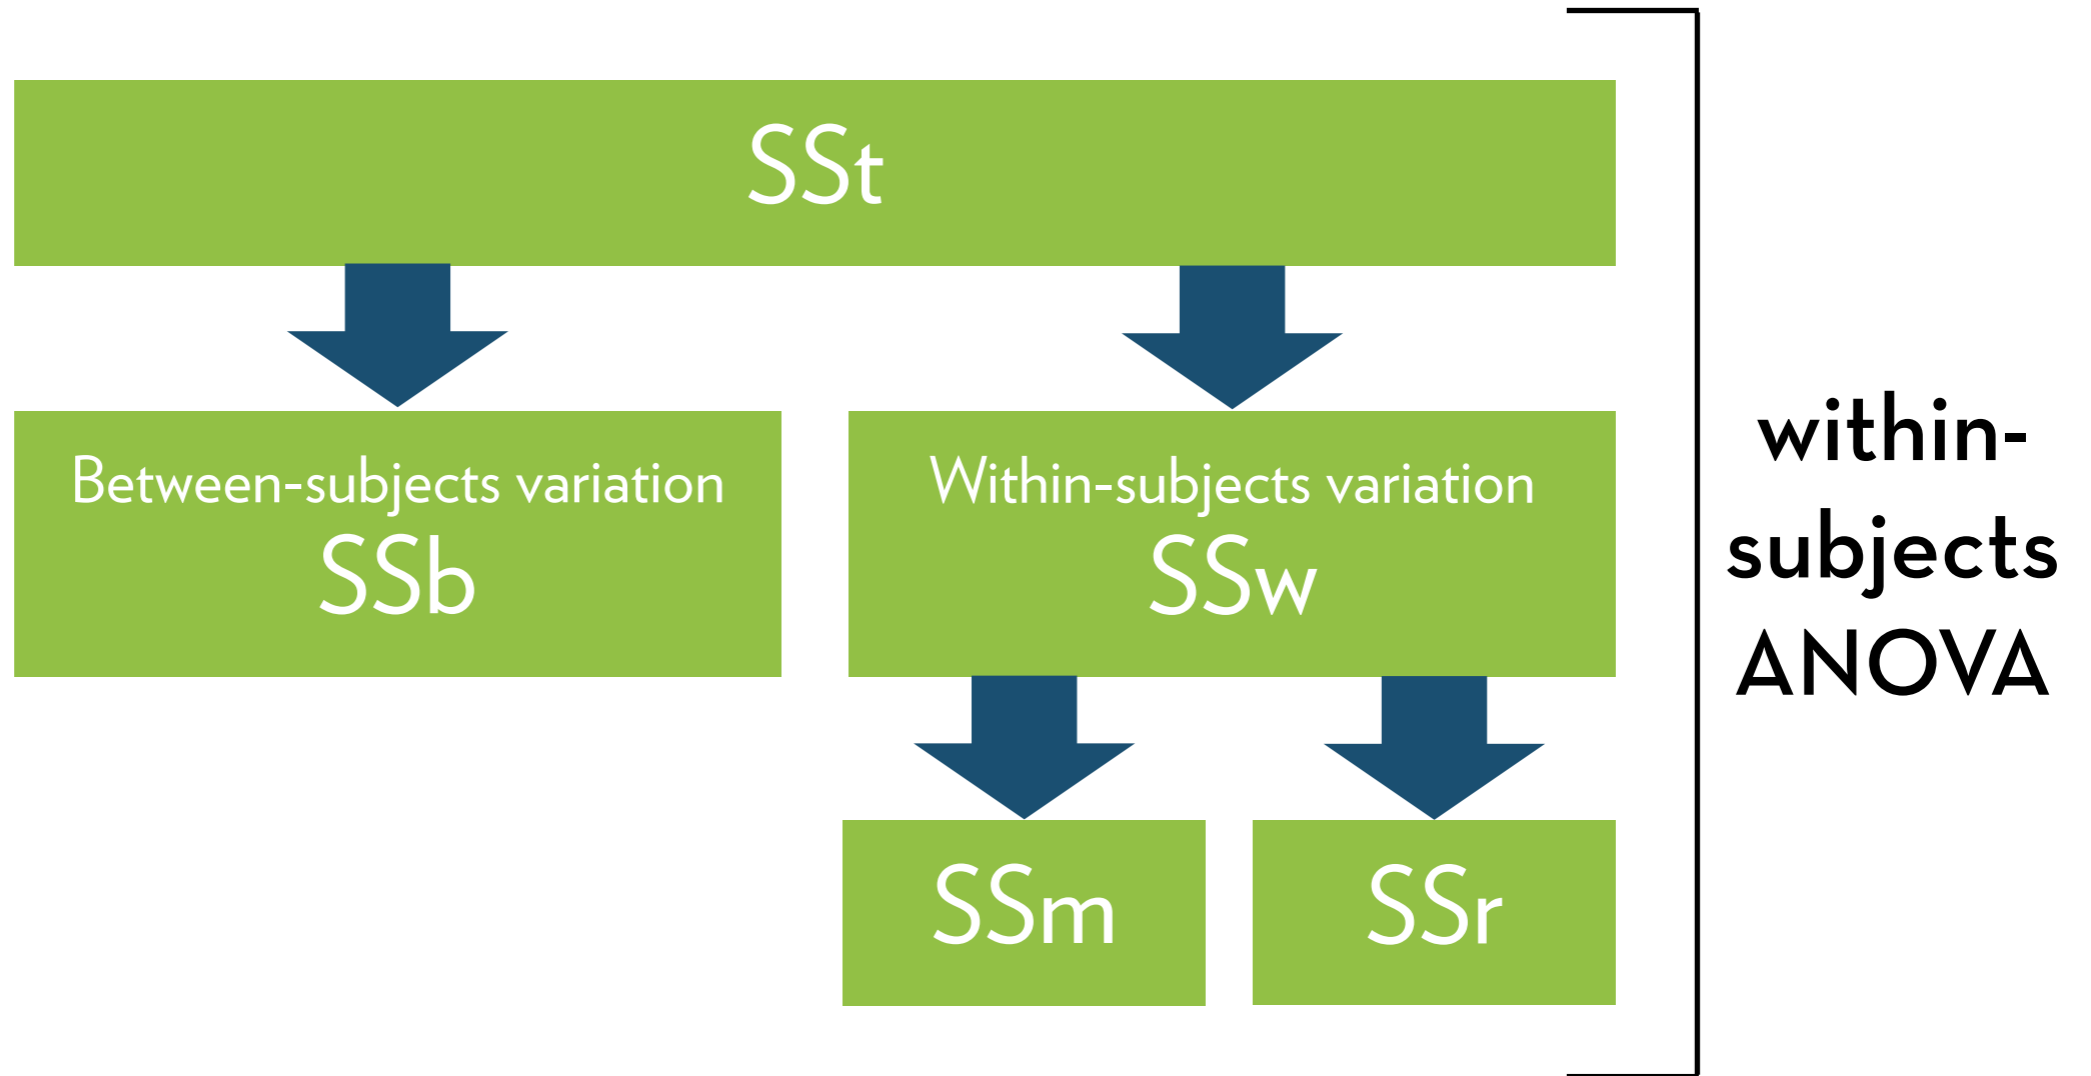 SSt
Between-subjects variation
SSb
Within-subjects variation
SSw
SSm
SSr
within-
subjects
ANOVA